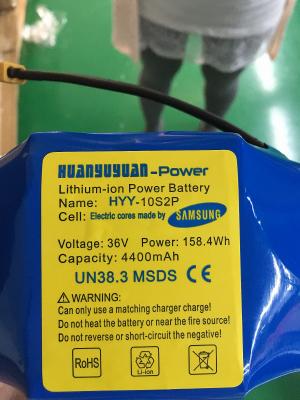 HUANYUYUAN-Power
Lithium-ion Power Battery
Name: HYY-10S2P
Cell: Electric cores made by SAMSUNG
Voltage: 36V Power: 158.4Wh
Capacity: 4400mAh
UN38.3 MSDS CE
WARNING:
Can only use a matching charger charge!
Do not heat the battery or near the fire source!
Do not reverse or short-circuit the negative!
RoHS
Li-ion